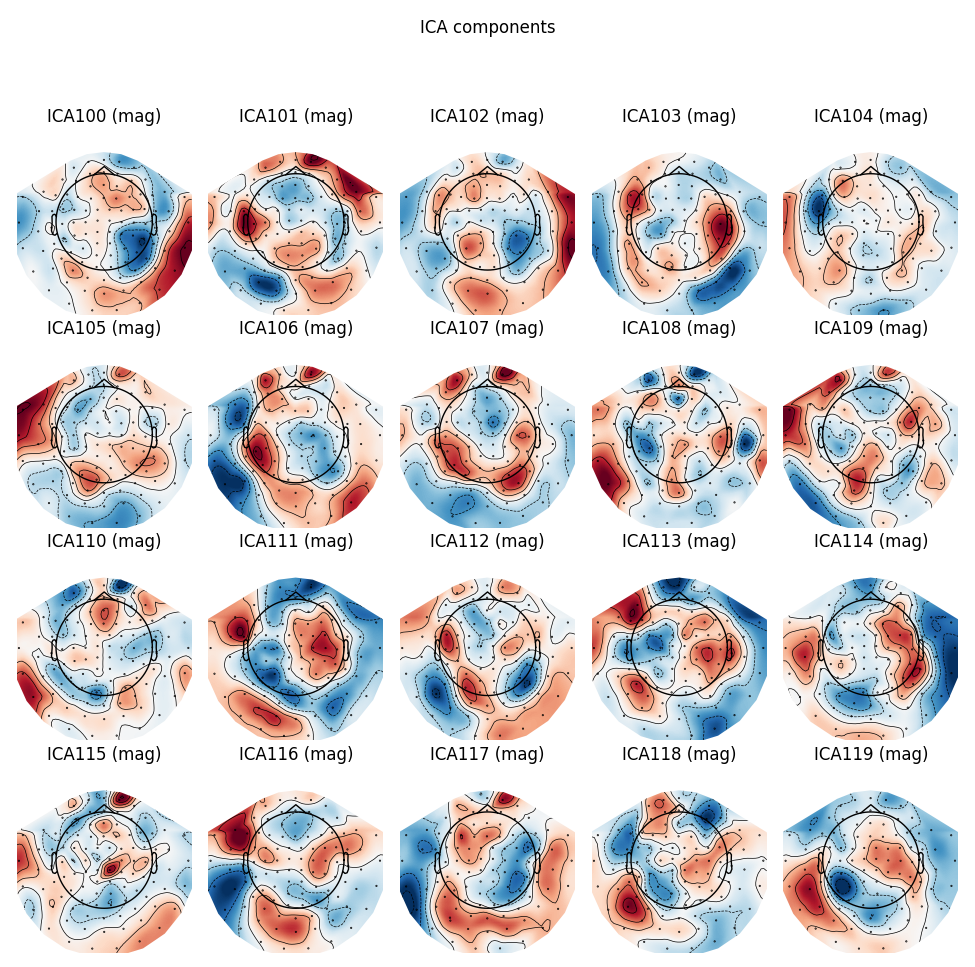 ICA components
ICA100 (mag) ICA101 (mag) ICA102 (mag) ICA103 (mag) ICA104 (mag)
ICA105 (mag) ICA106 (mag) ICA107 (mag) ICA108 (mag) ICA109 (mag)
ICA110 (mag) ICA111 (mag) ICA112 (mag) ICA113 (mag) ICA114 (mag)
ICA115 (mag) ICA116 (mag) ICA117 (mag) ICA118 (mag) ICA119 (mag)